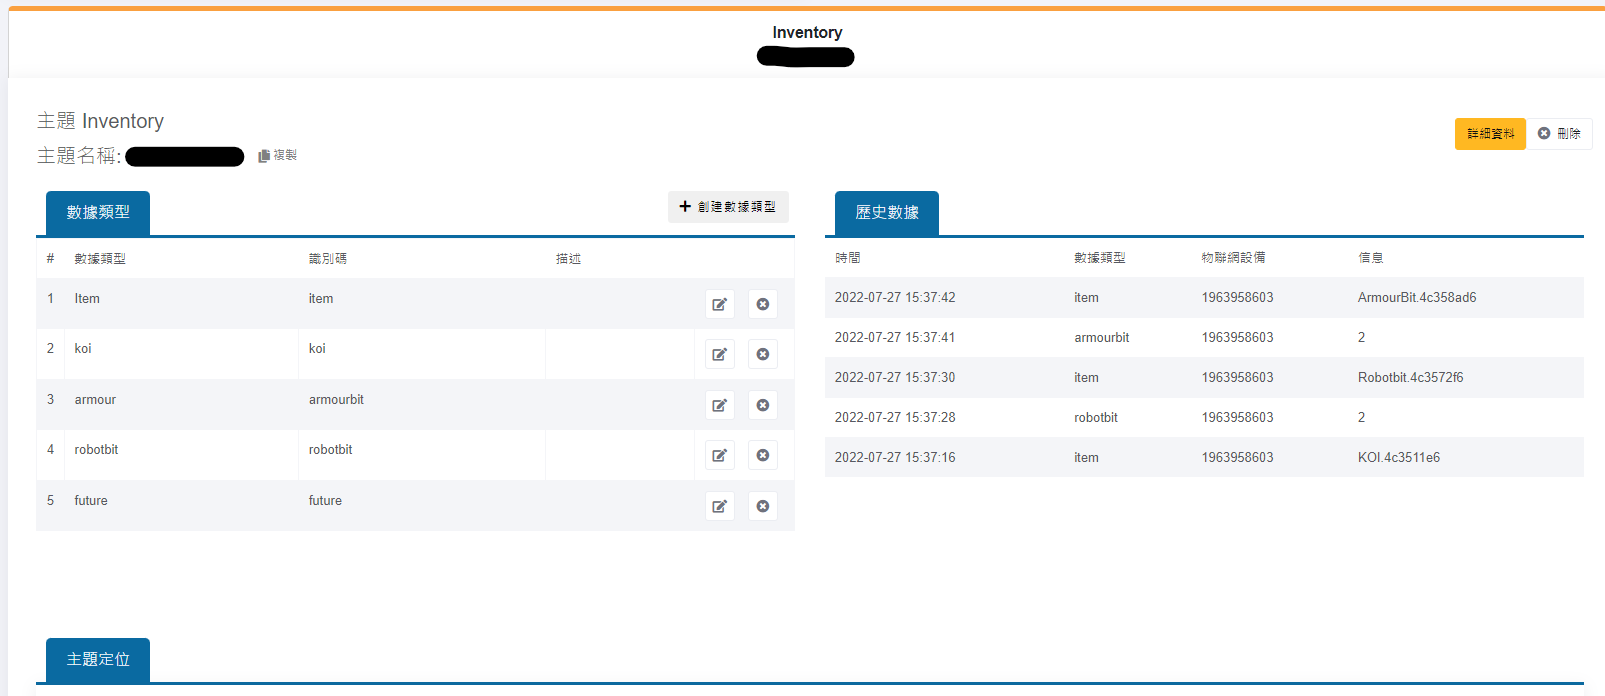 Inventory
主題 Inventory
主題名稱:
複製
詳細資料
刪除
數據類型
創建數據類型
# 數據類型 識別碼 描述
1 Item item
2 koi koi
3 armour armourbit
4 robotbit robotbit
5 future future
歷史數據
時間 數據類型 物聯網設備 信息
2022-07-27 15:37:42 item 1963958603 ArmourBit.4c358ad6
2022-07-27 15:37:41 armourbit 1963958603 2
2022-07-27 15:37:30 item 1963958603 Robotbit.4c3572f6
2022-07-27 15:37:28 robotbit 1963958603 2
2022-07-27 15:37:16 item 1963958603 KOI.4c3511e6
主題定位